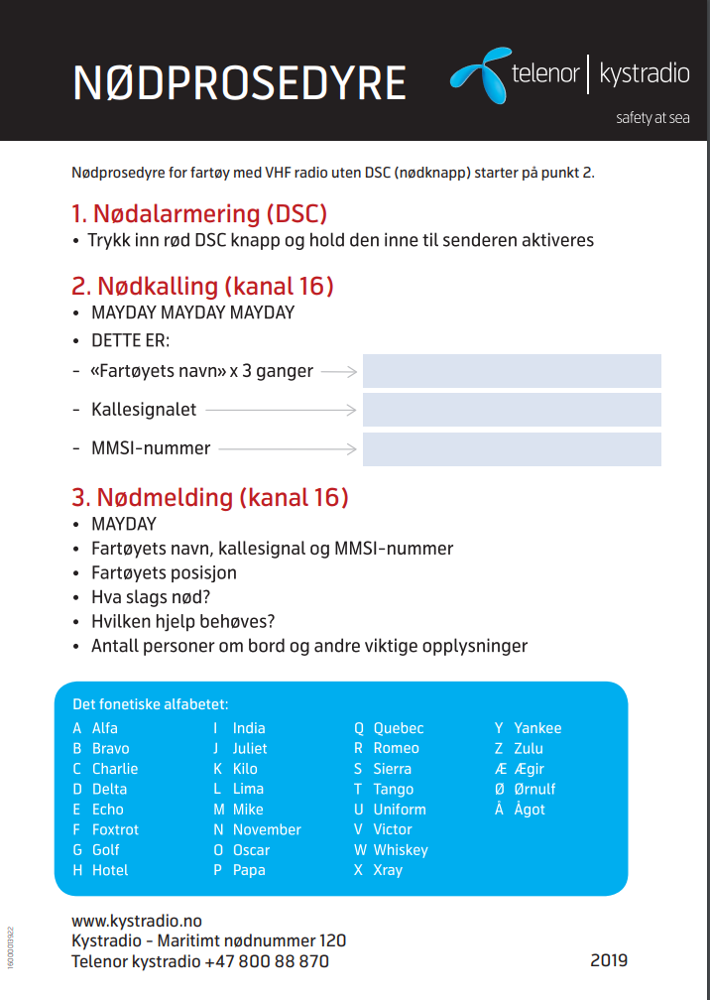 NØDPROSEDYRE
telenor | kystradio
safety at sea
Nødprosedyre for fartøy med VHF radio uten DSC (nødknapp) starter på punkt 2.
1. Nødalarmering (DSC)
• Trykk inn rød DSC knapp og hold den inne til senderen aktiveres
2. Nødkalling (kanal 16)
• MAYDAY MAYDAY MAYDAY
• DETTE ER:
- «Fartøyets navn» x 3 ganger
- Kallesignalet
- MMSI-nummer
3. Nødmelding (kanal 16)
• MAYDAY
• Fartøyets navn, kallesignal og MMSI-nummer
• Fartøyets posisjon
• Hva slags nød?
• Hvilken hjelp behøves?
• Antall personer om bord og andre viktige opplysninger
Det fonetiske alfabetet:
A Alfa
B Bravo
C Charlie
D Delta
E Echo
F Foxtrot
G Golf
H Hotel
I India
J Juliet
K Kilo
L Lima
M Mike
N November
O Oscar
P Papa
Q Quebec
R Romeo
S Sierra
T Tango
U Uniform
V Victor
W Whiskey
X Xray
Y Yankee
Z Zulu
Æ Ægir
Ø Ørnulf
Å Ågot
www.kystradio.no
Kystradio - Maritimt nødnummer 120
Telenor kystradio +47 800 88 870
2019
16000013922